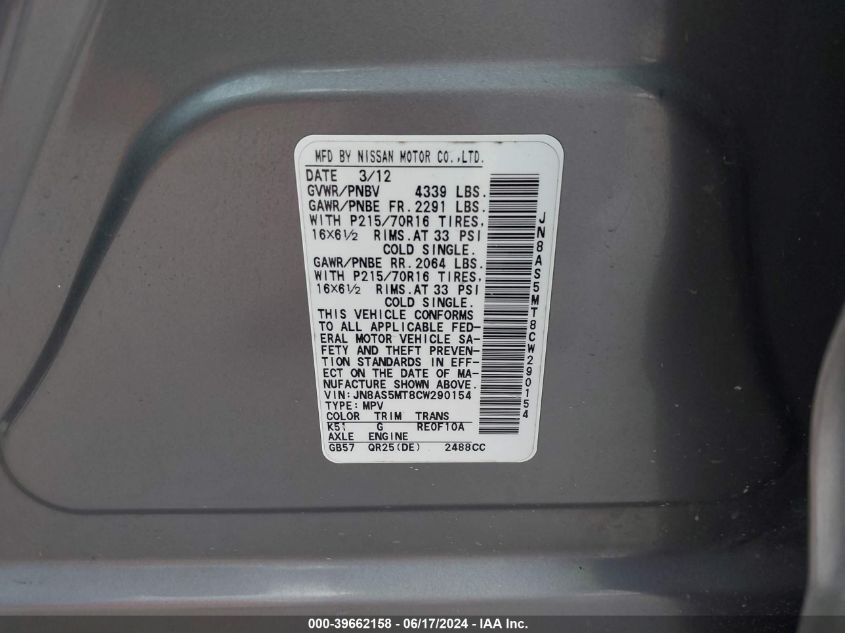 MFD BY NISSAN MOTOR CO.,LTD.
DATE 3/12
GVWR/PNBV 4339 LBS.
GAWR/PNBE FR. 2291 LBS.
WITH P215/70R16 TIRES,
16X6½ RIMS.AT 33 PSI
COLD SINGLE.
GAWR/PNBE RR. 2064 LBS.
WITH P215/70R16 TIRES,
16X6½ RIMS.AT 33 PSI
COLD SINGLE.
THIS VEHICLE CONFORMS
TO ALL APPLICABLE FED-
ERAL MOTOR VEHICLE SA-
FETY AND THEFT PREVEN-
TION STANDARDS IN EFF-
ECT ON THE DATE OF MA-
NUFACTURE SHOWN ABOVE.
VIN:JN8AS5MT8CW290154
TYPE:MPV
COLOR TRIM TRANS
K51 G RE0F10A
AXLE ENGINE
GB57 QR25(DE) 2488CC
JN8AS5MT8CW290154
000-39662158 - 06/17/2024 - IAA Inc.